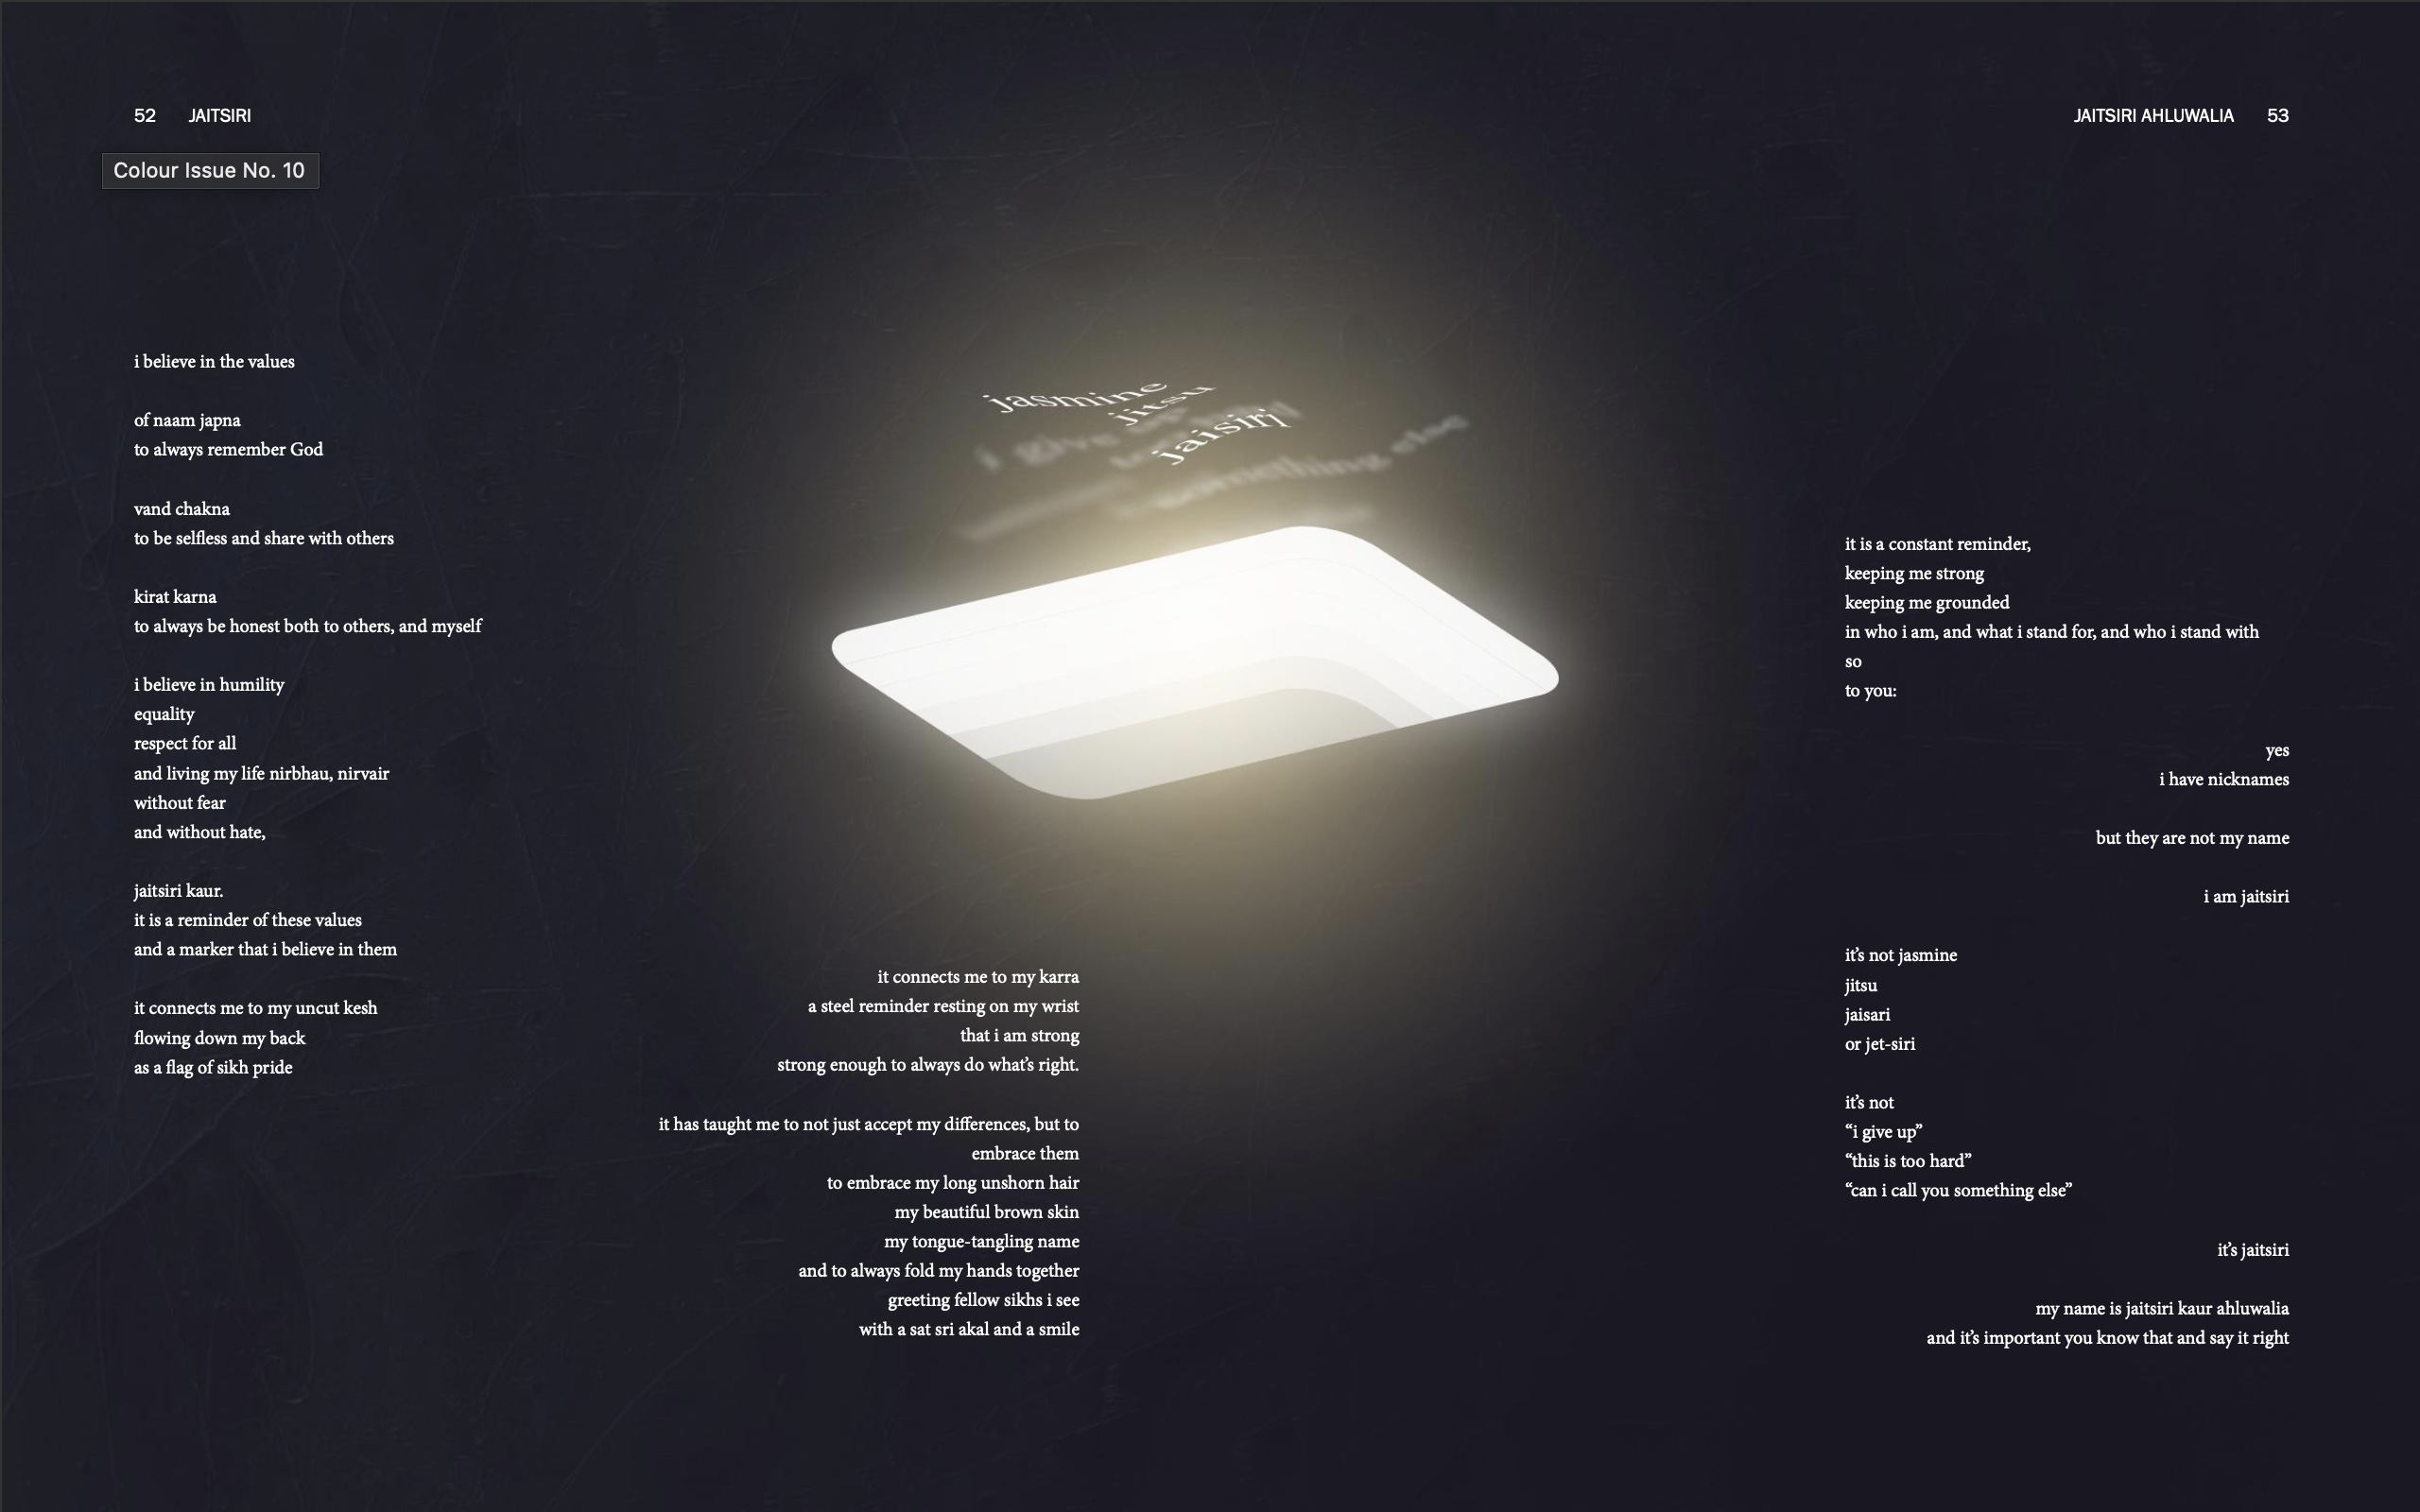 52 JAITSIRI
JAITSIRI AHLUWALIA 53
Colour Issue No. 10
i believe in the values
of naam japna
to always remember God
vand chakna
to be selfless and share with others
kirat karna
to always be honest both to others, and myself
i believe in humility
equality
respect for all
and living my life nirbhau, nirvair
without fear
and without hate,
jaitsiri kaur.
it is a reminder of these values
and a marker that i believe in them
it connects me to my uncut kesh
flowing down my back
as a flag of sikh pride
jasmine
jitsu
jaisiri
i give
something else
it connects me to my karra
a steel reminder resting on my wrist
that i am strong
strong enough to always do what’s right.
it has taught me to not just accept my differences, but to
embrace them
to embrace my long unshorn hair
my beautiful brown skin
my tongue-tangling name
and to always fold my hands together
greeting fellow sikhs i see
with a sat sri akal and a smile
it is a constant reminder,
keeping me strong
keeping me grounded
in who i am, and what i stand for, and who i stand with
so
to you:
yes
i have nicknames
but they are not my name
i am jaitsiri
it’s not jasmine
jitsu
jaisari
or jet-siri
it’s not
“i give up”
“this is too hard”
“can i call you something else”
it’s jaitsiri
my name is jaitsiri kaur ahluwalia
and it’s important you know that and say it right